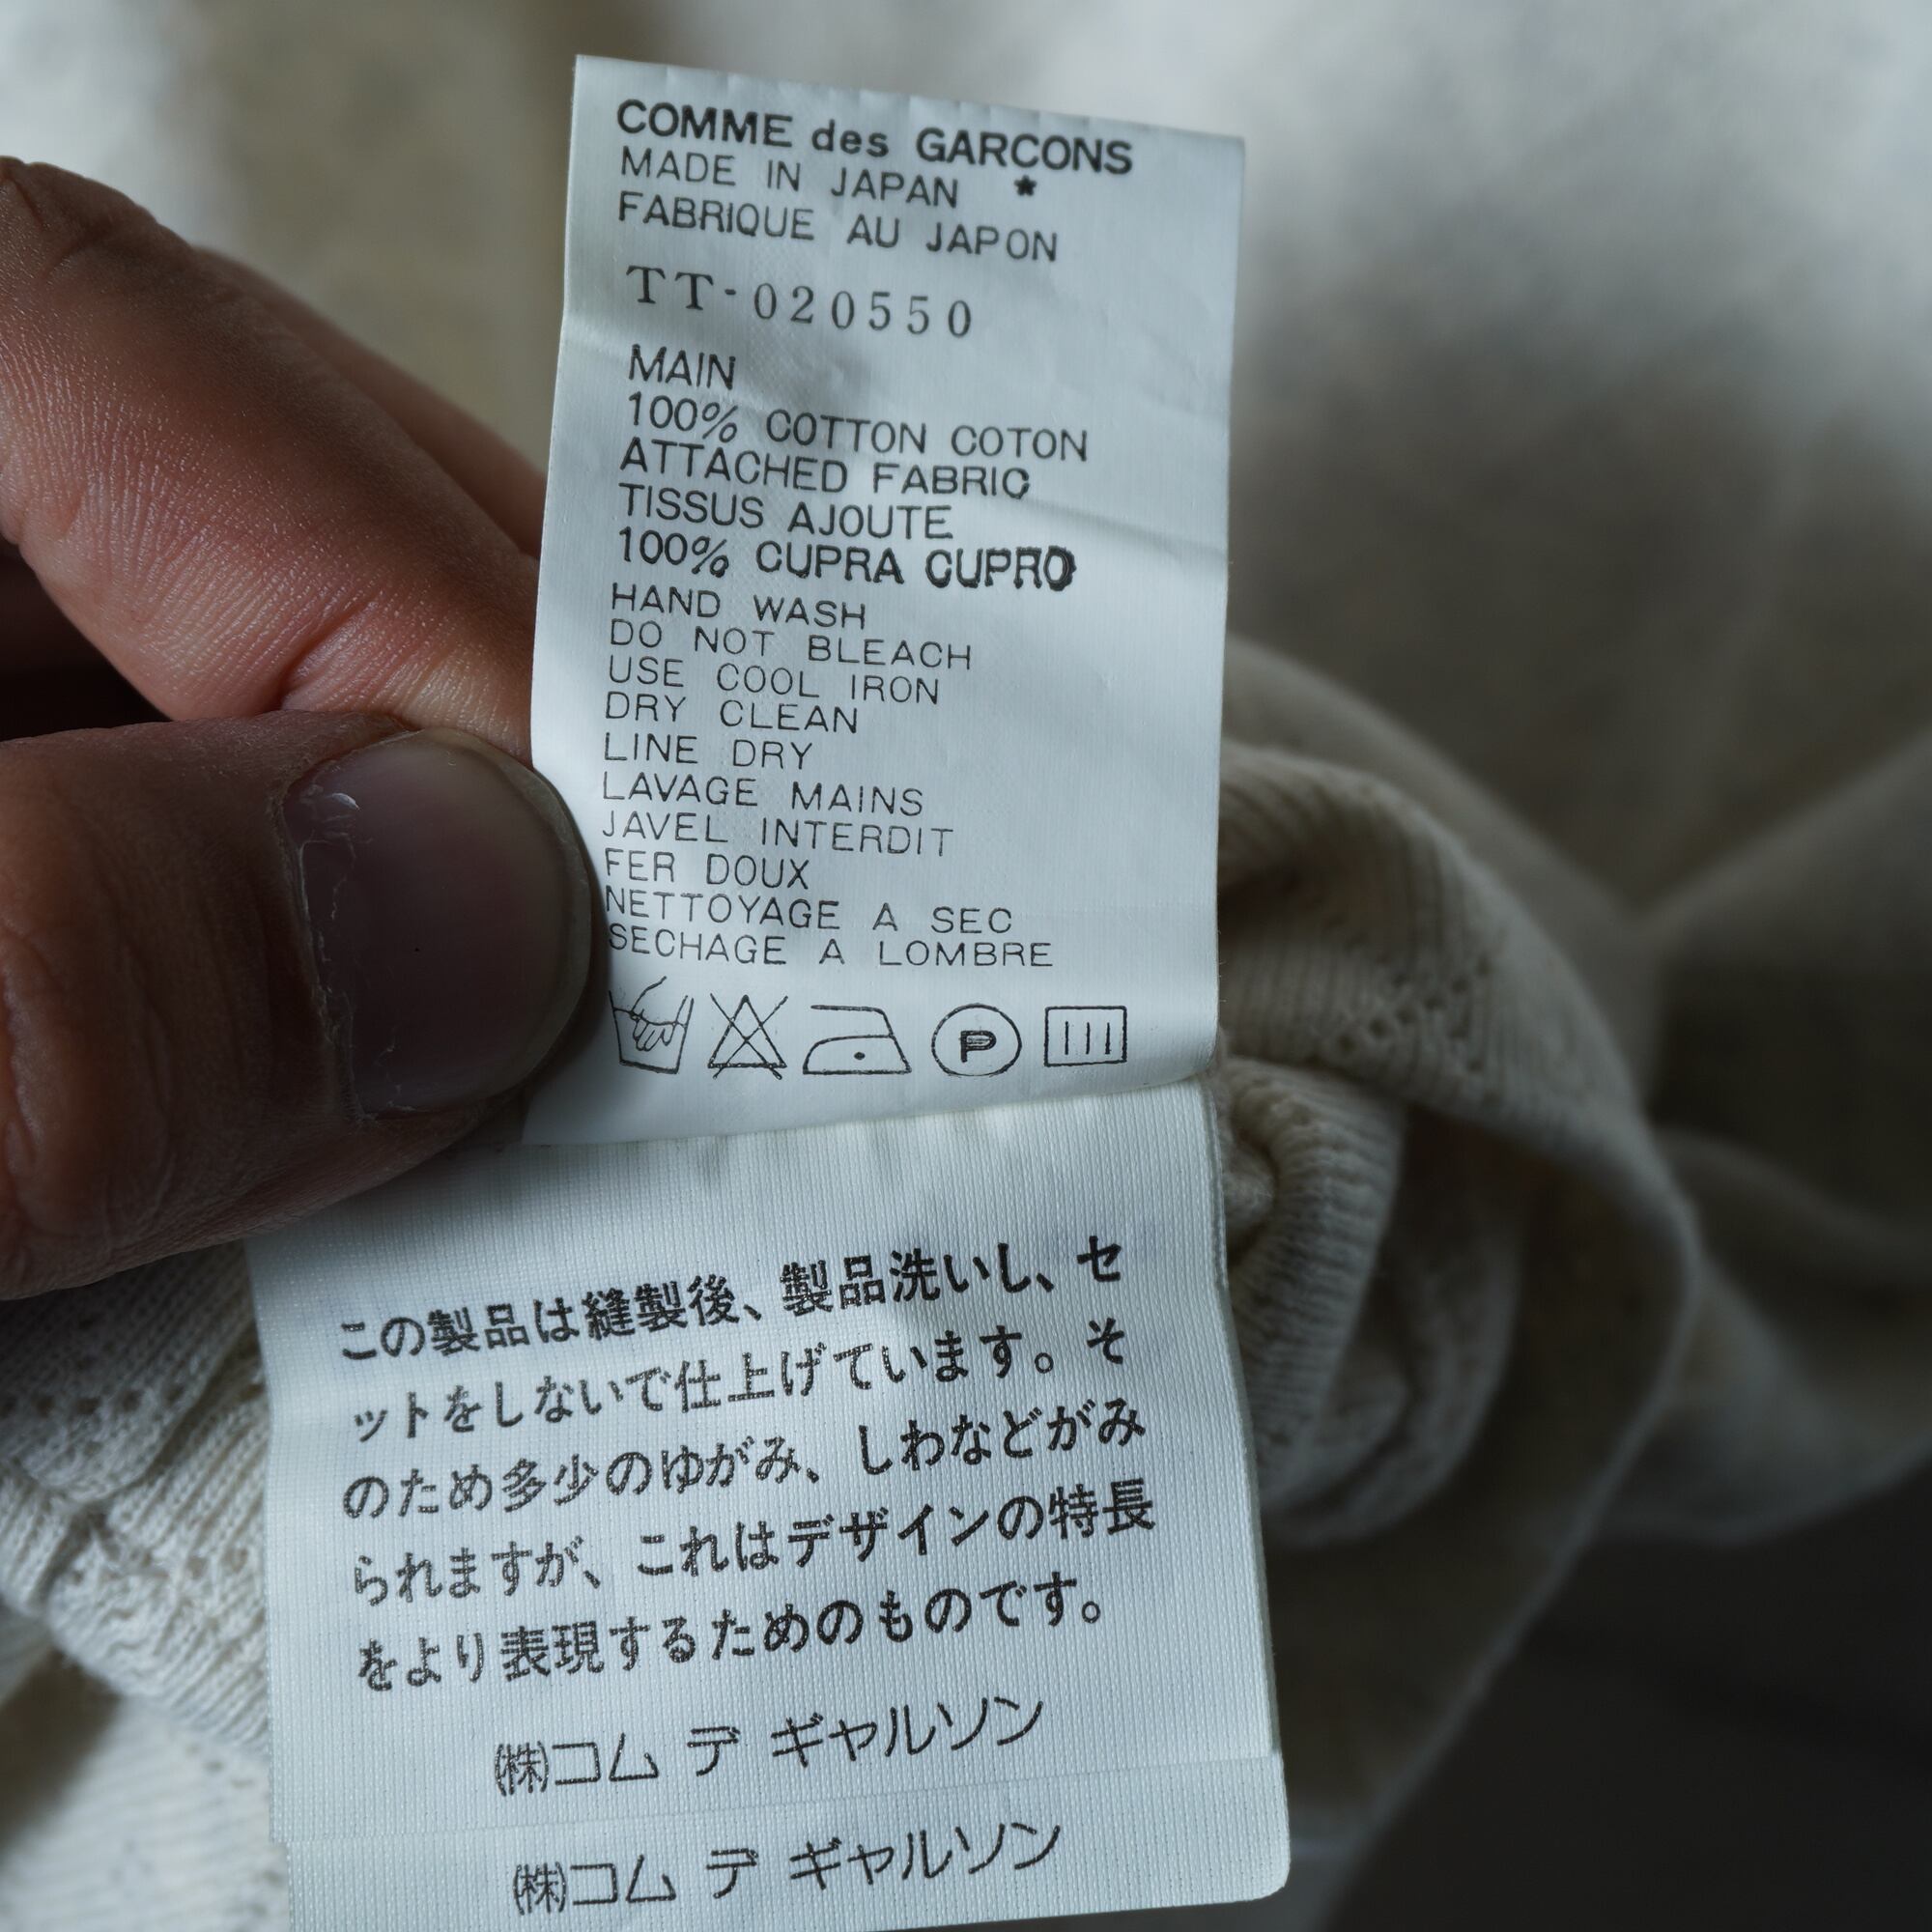 COMME des GARCONS
MADE IN JAPAN *
FABRIQUE AU JAPON
TT-020550
MAIN
100% COTTON COTON
ATTACHED FABRIC
TISSUS AJOUTE
100% CUPRA CUPRO
HAND WASH
DO NOT BLEACH
USE COOL IRON
DRY CLEAN
LINE DRY
LAVAGE MAINS
JAVEL INTERDIT
FER DOUX
NETTOYAGE A SEC
SECHAGE A LOMBRE
P
この製品は縫製後、製品洗いし、セ
ットをしないで仕上げています。そ
のため多少のゆがみ、しわなどがみ
られますが、これはデザインの特長
をより表現するためのものです。
㈱コム デ ギャルソン
㈱コム デ ギャルソン